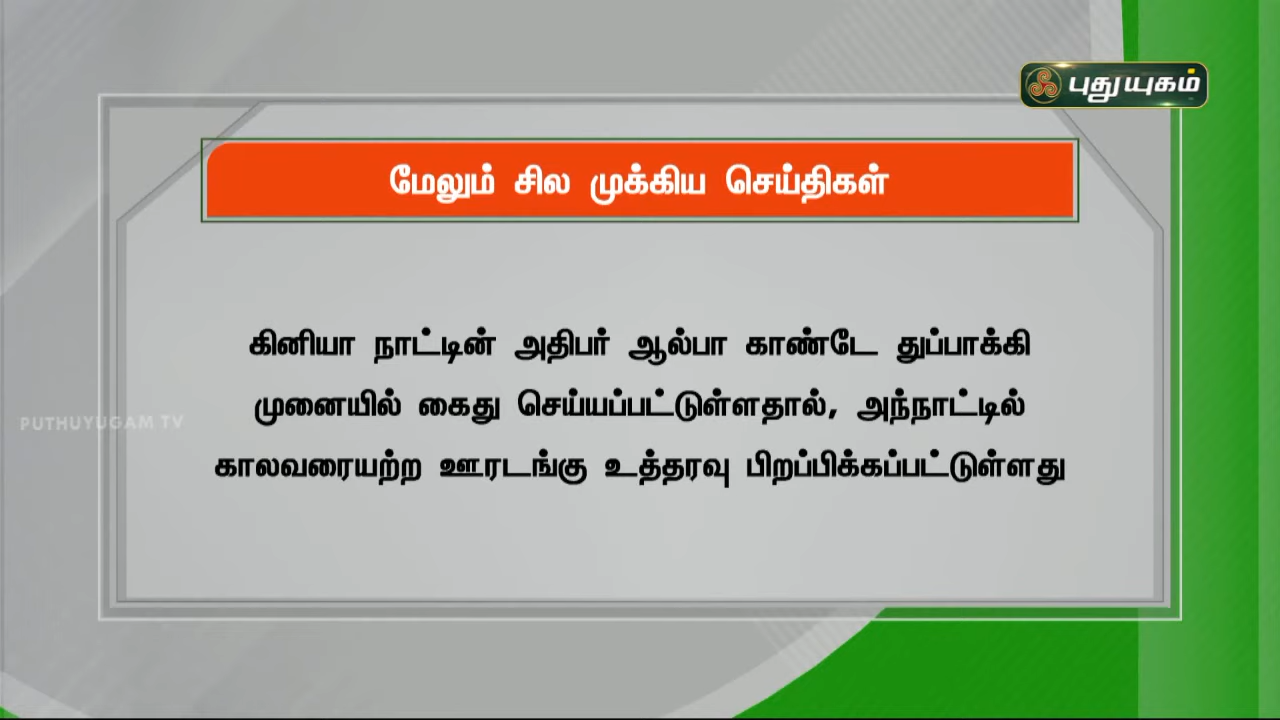 புதுயுகம்
மேலும் சில முக்கிய செய்திகள்
கினியா நாட்டின் அதிபர் ஆல்பா காண்டே துப்பாக்கி
முனையில் கைது செய்யப்பட்டுள்ளதால், அந்நாட்டில்
காலவரையற்ற ஊரடங்கு உத்தரவு பிறப்பிக்கப்பட்டுள்ளது
PUTHUYUGAM TV